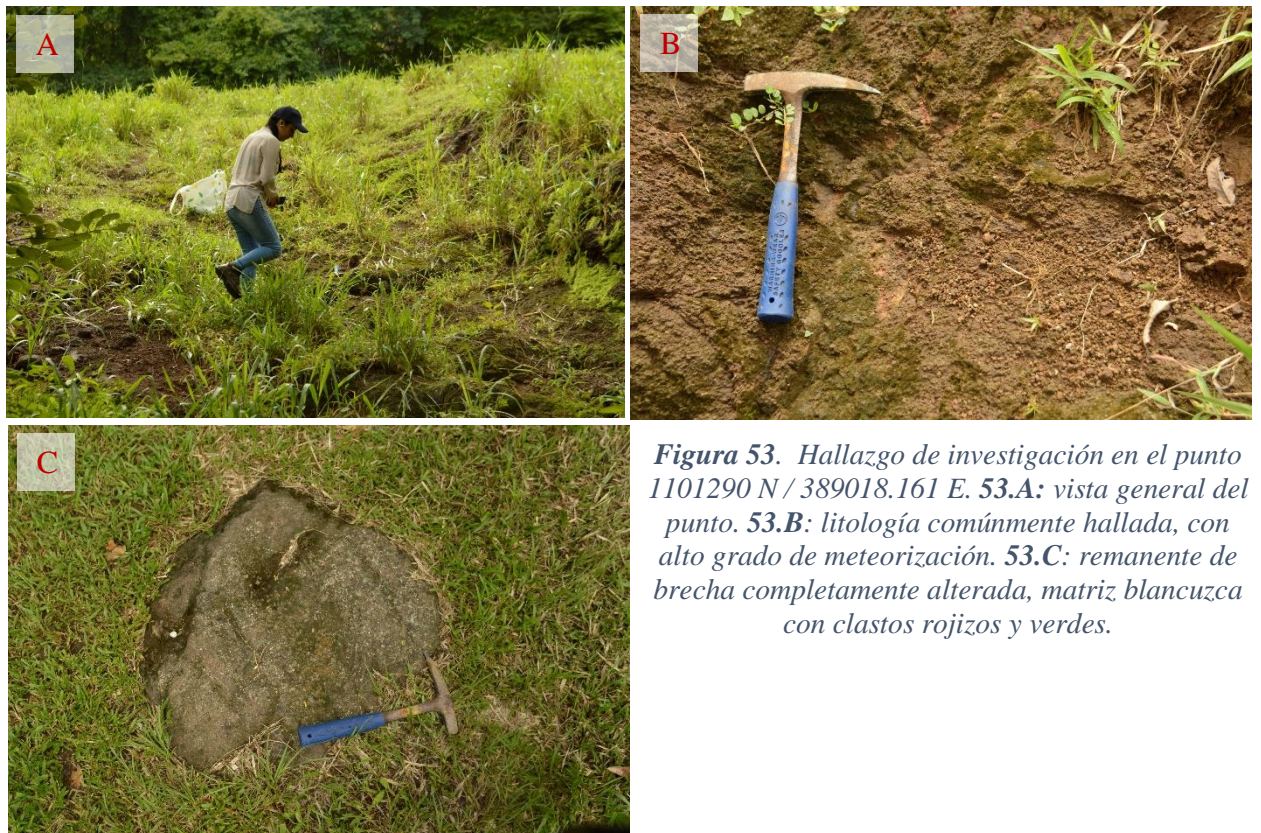 A
B
C
Figura 53. Hallazgo de investigación en el punto
1101290 N / 389018.161 E. 53.A: vista general del
punto. 53.B: litología comúnmente hallada, con
alto grado de meteorización. 53.C: remanente de
brecha completamente alterada, matriz blancuzca
con clastos rojizos y verdes.